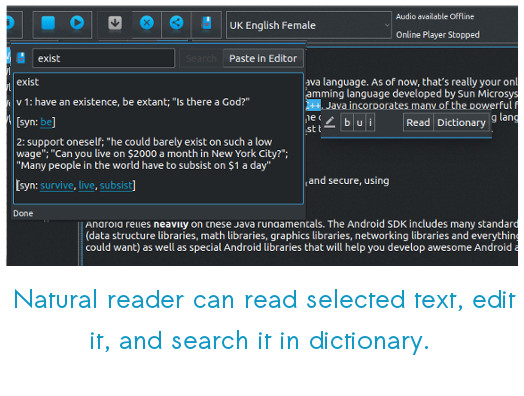 UK English Female
Audio available Offline
Online Player Stopped
exist
Search
Paste in Editor
exist
v 1: have an existence, be extant; "Is there a God?"
[syn: be]
2: support oneself; "he could barely exist on such a low
wage"; "Can you live on $2000 a month in New York City?";
"Many people in the world have to subsist on $1 a day"
[syn: survive, live, subsist]
Done
ava language. As of now, that's really your onl
amming language developed by Sun Microsys
C++. Java incorporates many of the powerful f
b u i
Read Dictionary
and secure, using
Android relies heavily on these Java fundamentals. The Android SDK includes many standard
(data structure libraries, math libraries, graphics libraries, networking libraries and everything
could want) as well as special Android libraries that will help you develop awesome Android a
Natural reader can read selected text, edit
it, and search it in dictionary.